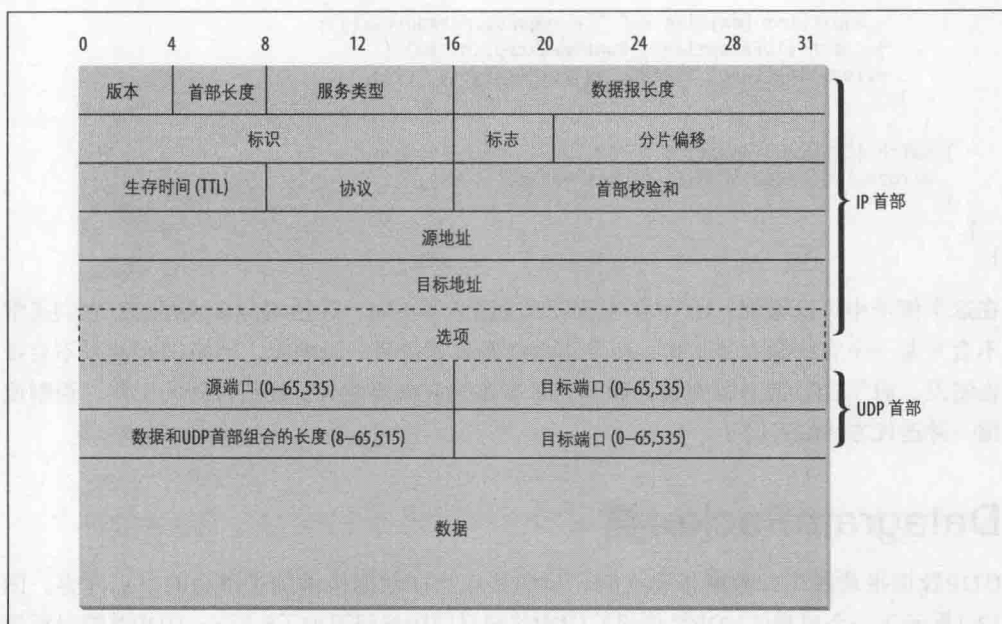 0 4 8 12 16 20 24 28 31
版本 首部长度 服务类型 数据报长度
标识 标志 分片偏移
生存时间 (TTL) 协议 首部校验和
IP 首部
源地址
目标地址
选项
源端口 (0–65,535) 目标端口 (0–65,535)
UDP 首部
数据和UDP首部组合的长度 (8–65,515) 目标端口 (0–65,535)
数据